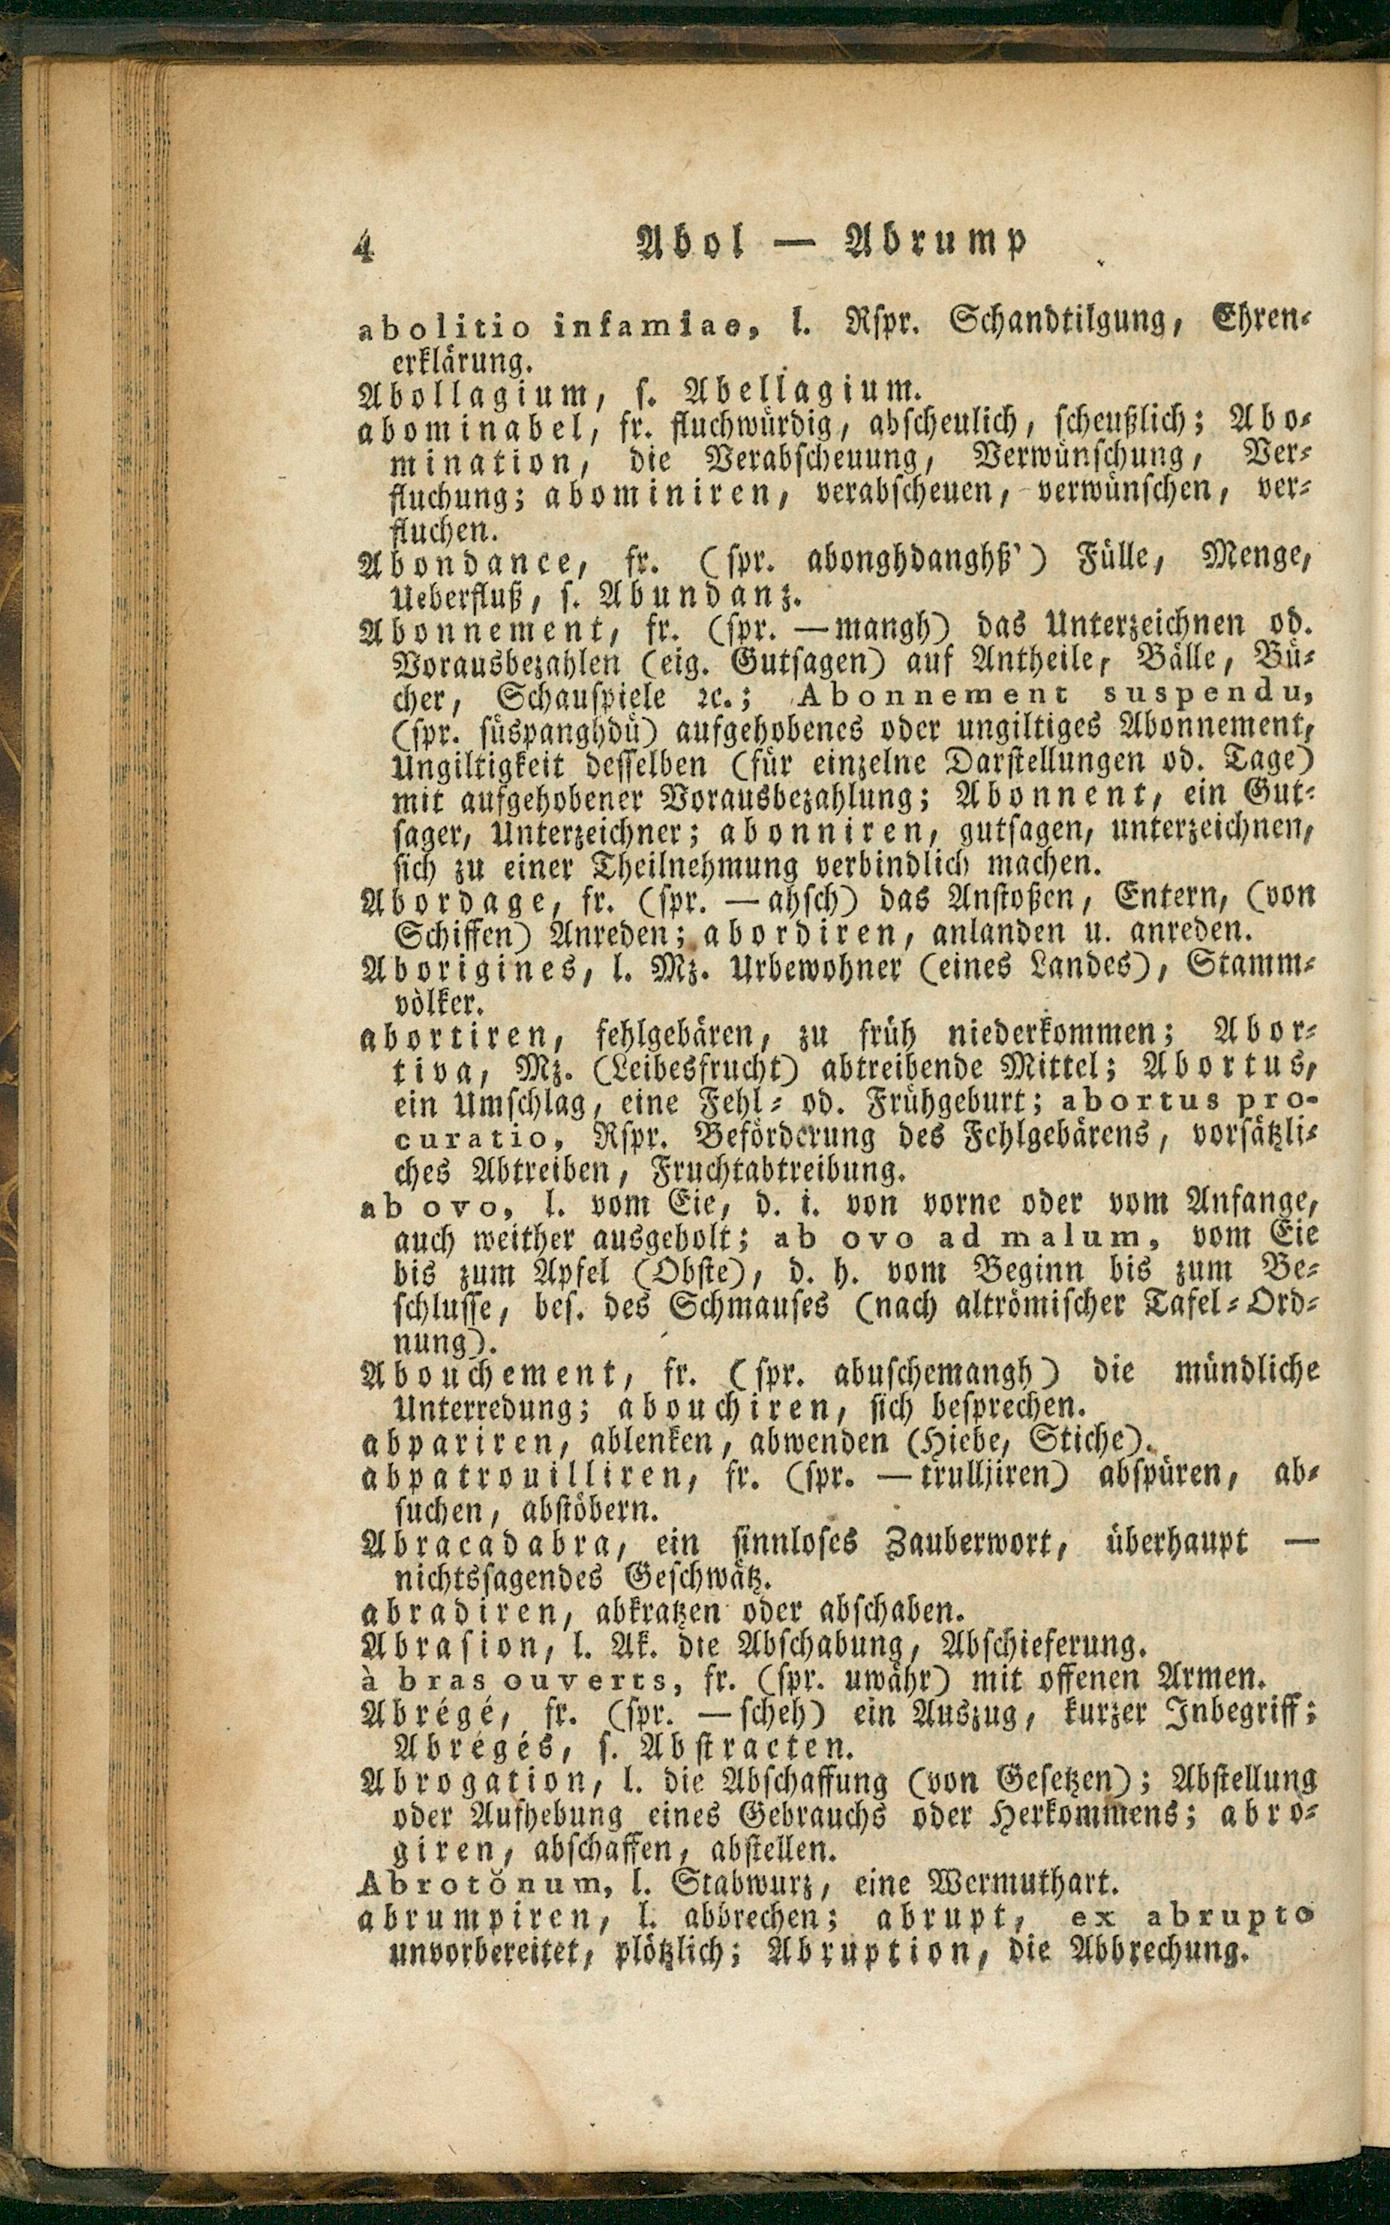 4 Abol — Abrump
abolitio infamiae, l. Rspr. Schandtilgung, Ehren-
erklärung.
Abollagium, s. Abellagium.
abominabel, fr. fluchwürdig, abscheulich, scheußlich; Abo-
mination, die Verabscheuung, Verwünschung, Ver-
fluchung; abominiren, verabscheuen, verwünschen, ver-
fluchen.
Abondance, fr. (spr. abonghdanghß') Fülle, Menge,
Ueberfluß, s. Abundanz.
Abonnement, fr. (spr. —mangh) das Unterzeichnen od.
Vorausbezahlen (eig. Gutsagen) auf Antheile, Bälle, Bü-
cher, Schauspiele ꝛc.; Abonnement suspendu,
(spr. süspanghdü) aufgehobenes oder ungiltiges Abonnement,
Ungiltigkeit desselben (für einzelne Darstellungen od. Tage)
mit aufgehobener Vorausbezahlung; Abonnent, ein Gut-
sager, Unterzeichner; abonniren, gutsagen, unterzeichnen,
sich zu einer Theilnehmung verbindlich machen.
Abordage, fr. (spr. —ahsch) das Anstoßen, Entern, (von
Schiffen) Anreden; abordiren, anlanden u. anreden.
Aborigines, l. Mz. Urbewohner (eines Landes), Stamm-
völker.
abortiren, fehlgebären, zu früh niederkommen; Abor-
tiva, Mz. (Leibesfrucht) abtreibende Mittel; Abortus,
ein Umschlag, eine Fehl- od. Frühgeburt; abortus pro-
curatio, Rspr. Beförderung des Fehlgebärens, vorsätzli-
ches Abtreiben, Fruchtabtreibung.
ab ovo, l. vom Eie, d. i. von vorne oder vom Anfange,
auch weither ausgeholt; ab ovo ad malum, vom Eie
bis zum Apfel (Obste), d. h. vom Beginn bis zum Be-
schlusse, bes. des Schmauses (nach altrömischer Tafel-Ord-
nung).
Abouchement, fr. (spr. abuschemangh) die mündliche
Unterredung; abouchiren, sich besprechen.
abpariren, ablenken, abwenden (Hiebe, Stiche).
abpatrouilliren, fr. (spr. —trulljiren) abspüren, ab-
suchen, abstöbern.
Abracadabra, ein sinnloses Zauberwort, überhaupt —
nichtssagendes Geschwätz.
abradiren, abkratzen oder abschaben.
Abrasion, l. Ak. die Abschabung, Abschieferung.
à bras ouverts, fr. (spr. uwähr) mit offenen Armen.
Abrégé, fr. (spr. —scheh) ein Auszug, kurzer Inbegriff;
Abrégés, s. Abstracten.
Abrogation, l. die Abschaffung (von Gesetzen); Abstellung
oder Aufhebung eines Gebrauchs oder Herkommens; abro-
giren, abschaffen, abstellen.
Abrotŏnum, l. Stabwurz, eine Wermuthart.
abrumpiren, l. abbrechen; abrupt, ex abrupto
unvorbereitet, plötzlich; Abruption, die Abbrechung.